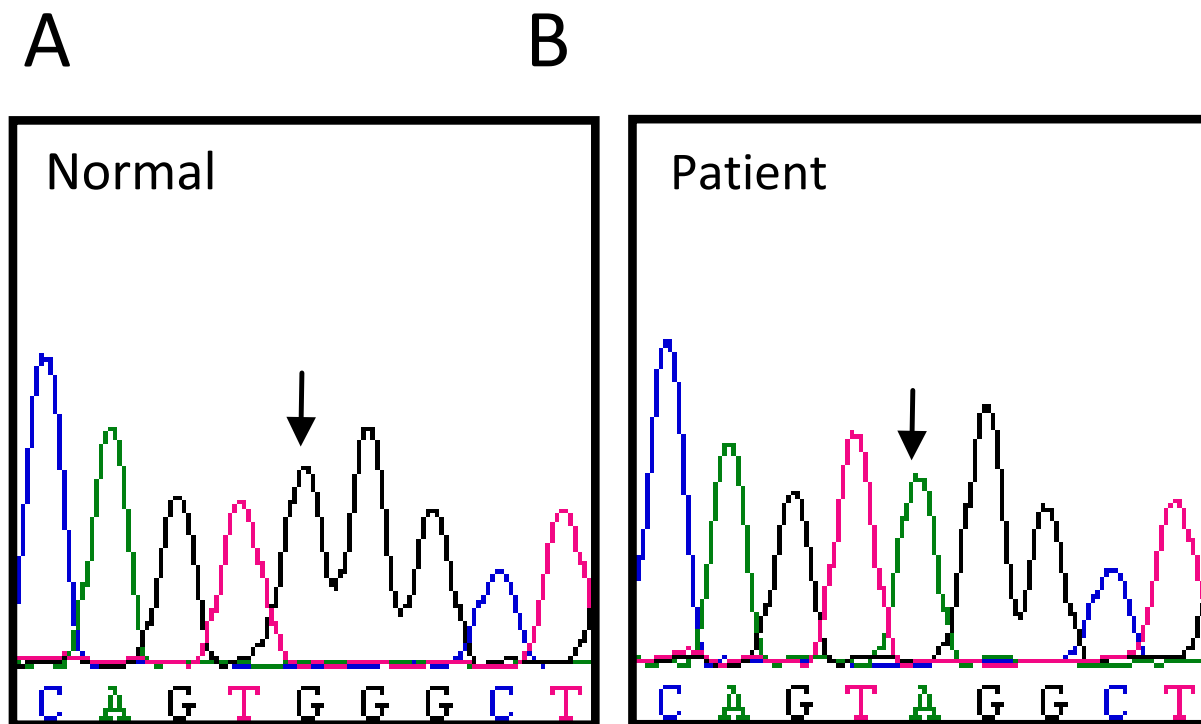 A
B
Normal
Patient
C A G T G G G C T
C A G T A G G C T